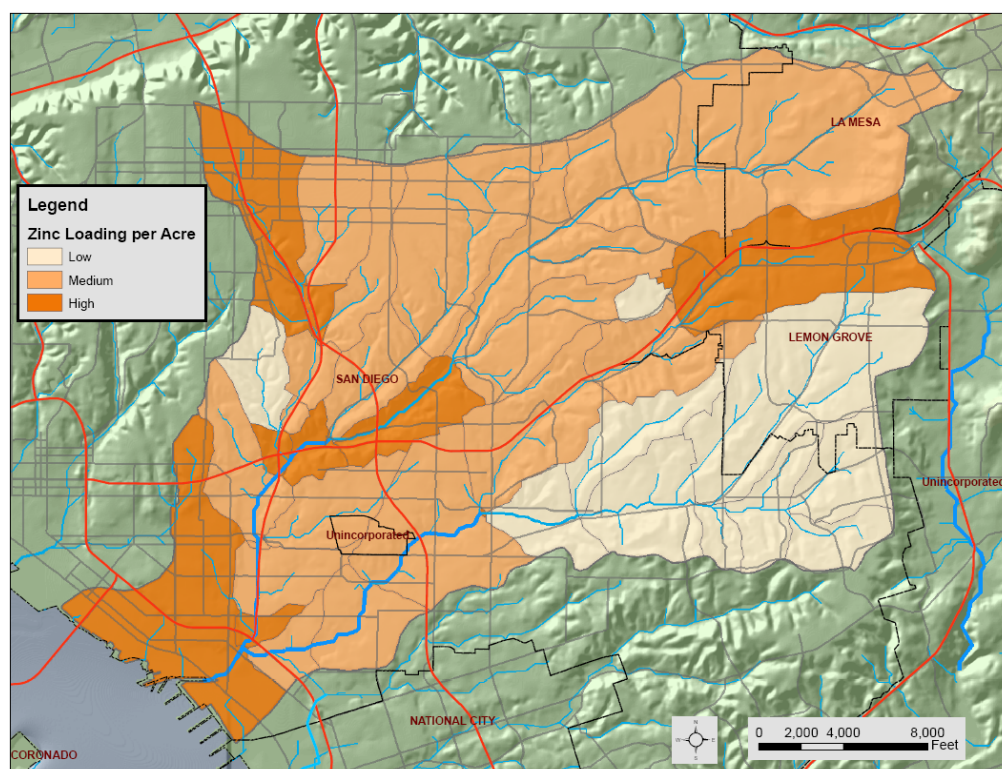 LA MESA
Legend
Zinc Loading per Acre
Low
Medium
High
LEMON GROVE
SAN DIEGO
Unincorporated
Unincorporated
NATIONAL CITY
CORONADO
N
W E
S
0 2,000 4,000 8,000
Feet